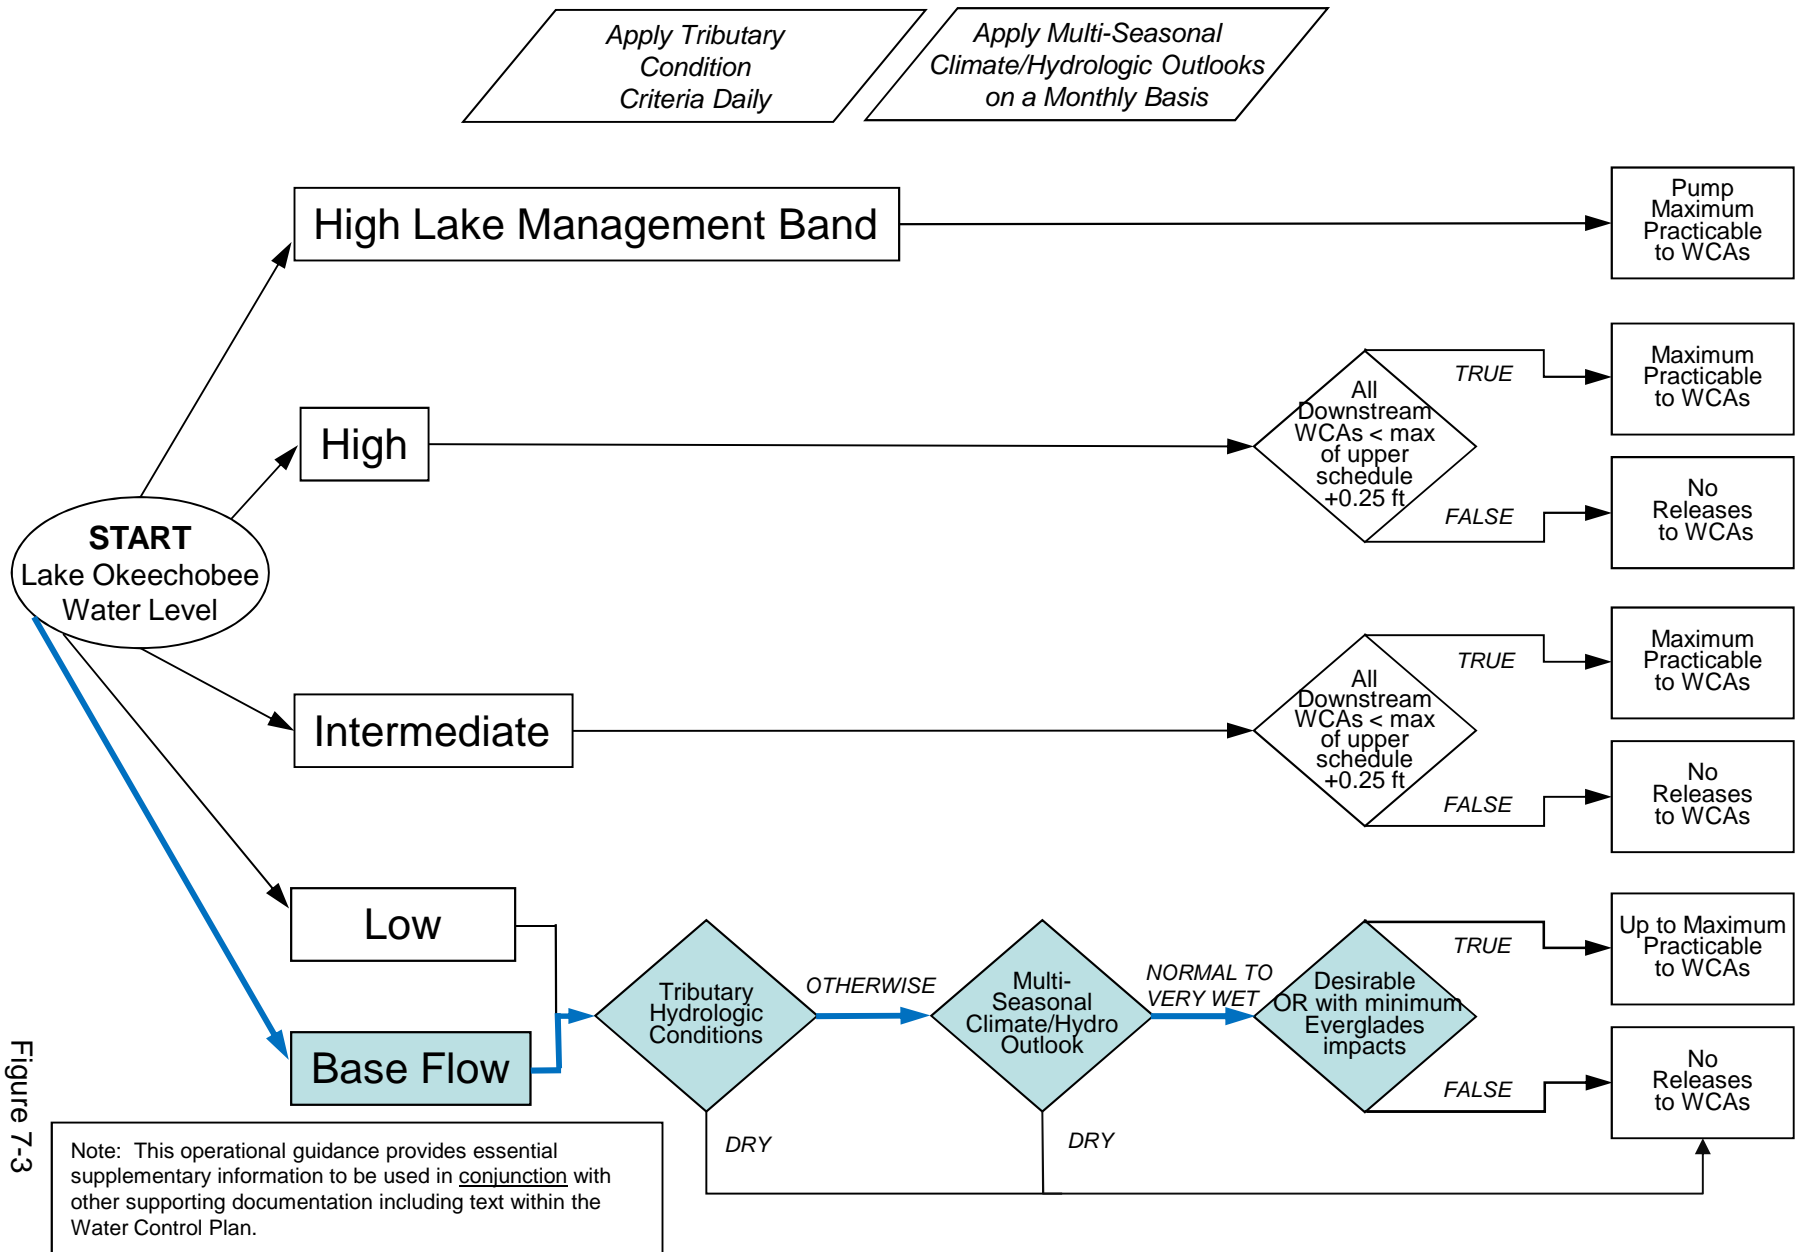 Apply Tributary
Condition
Criteria Daily
Apply Multi-Seasonal
Climate/Hydrologic Outlooks
on a Monthly Basis
High Lake Management Band
Pump
Maximum
Practicable
to WCAs
High
All
Downstream
WCAs < max
of upper
schedule
+0.25 ft
TRUE
Maximum
Practicable
to WCAs
FALSE
No
Releases
to WCAs
START
Lake Okeechobee
Water Level
Intermediate
All
Downstream
WCAs < max
of upper
schedule
+0.25 ft
TRUE
Maximum
Practicable
to WCAs
FALSE
No
Releases
to WCAs
Low
Base Flow
Tributary
Hydrologic
Conditions
OTHERWISE
DRY
Multi-
Seasonal
Climate/Hydro
Outlook
NORMAL TO
VERY WET
DRY
Desirable
OR with minimum
Everglades
impacts
TRUE
Up to Maximum
Practicable
to WCAs
FALSE
No
Releases
to WCAs
Figure 7-3
Note: This operational guidance provides essential
supplementary information to be used in conjunction with
other supporting documentation including text within the
Water Control Plan.